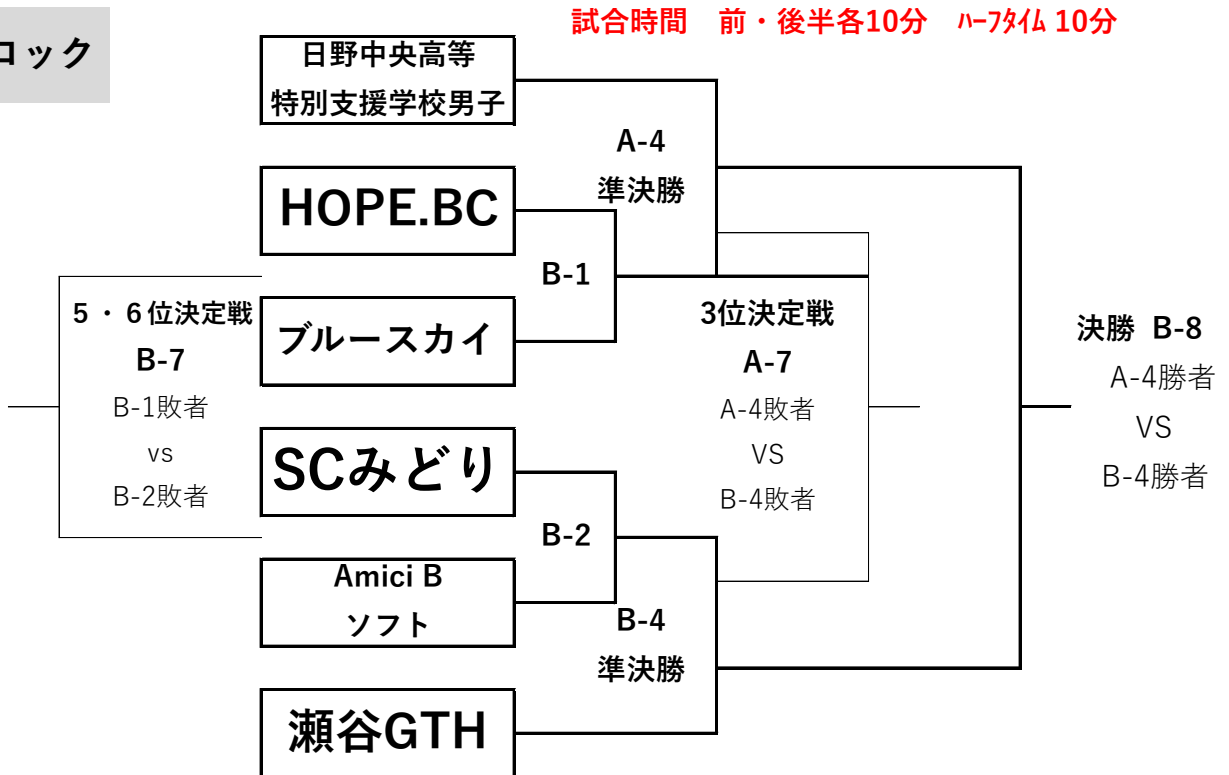 試合時間　前・後半各10分　ﾊｰﾌﾀｲﾑ 10分
ロック
日野中央高等
特別支援学校男子
A-4
準決勝
HOPE.BC
B-1
5・6位決定戦
B-7
B-1敗者
vs
B-2敗者
ブルースカイ
3位決定戦
A-7
A-4敗者
VS
B-4敗者
決勝 B-8
A-4勝者
VS
B-4勝者
SCみどり
B-2
Amici B
ソフト
B-4
準決勝
瀬谷GTH